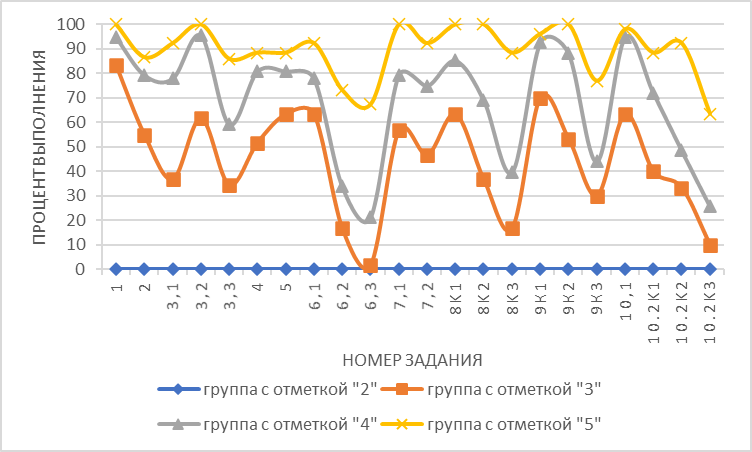 ПРОЦЕНТ ВЫПОЛНЕНИЯ
100
90
80
70
60
50
40
30
20
10
0
1 2 3,1 3,2 3,3 4 5 6,1 6,2 6,3 7,1 7,2 8К1 8К2 8К3 9К1 9К2 9К3 10,1 10.2К1 10.2К2 10.2К3
НОМЕР ЗАДАНИЯ
группа с отметкой "2" группа с отметкой "3"
группа с отметкой "4" группа с отметкой "5"